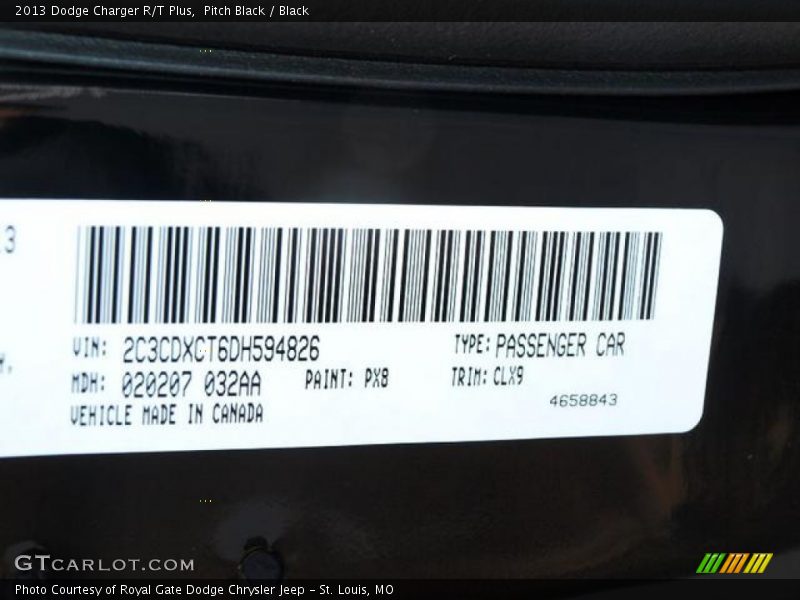 2013 Dodge Charger R/T Plus, Pitch Black / Black
3
VIN: 2C3CDXCT6DH594826 TYPE: PASSENGER CAR
MDH: 020207 032AA PAINT: PX8 TRIM: CLX9
VEHICLE MADE IN CANADA 4658843
GTCARLOT.COM
Photo Courtesy of Royal Gate Dodge Chrysler Jeep - St. Louis, MO